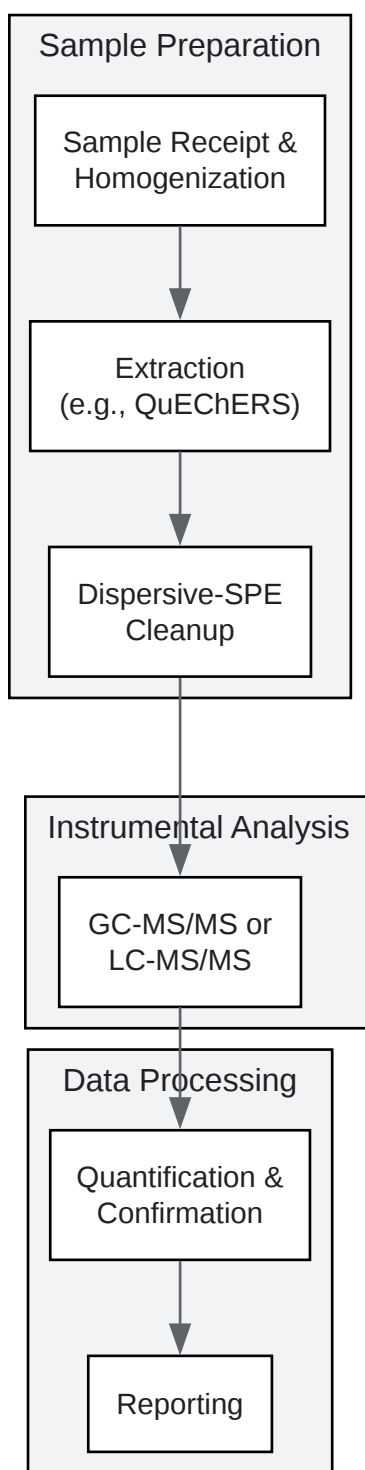 Sample Preparation
Sample Receipt &
Homogenization
Extraction
(e.g., QuEChERS)
Dispersive-SPE
Cleanup
Instrumental Analysis
GC-MS/MS or
LC-MS/MS
Data Processing
Quantification &
Confirmation
Reporting